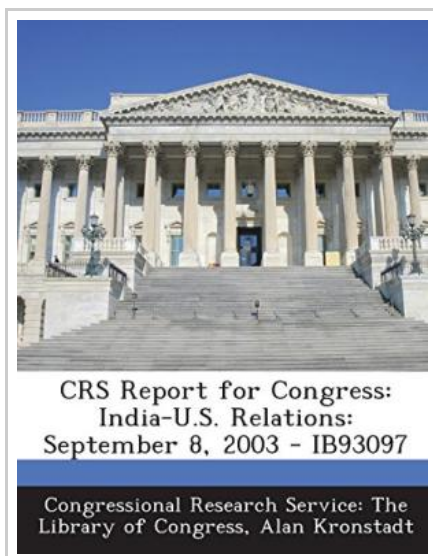 CRS Report for Congress:
India-U.S. Relations:
September 8, 2003 - IB93097
Congressional Research Service: The
Library of Congress, Alan Kronstadt